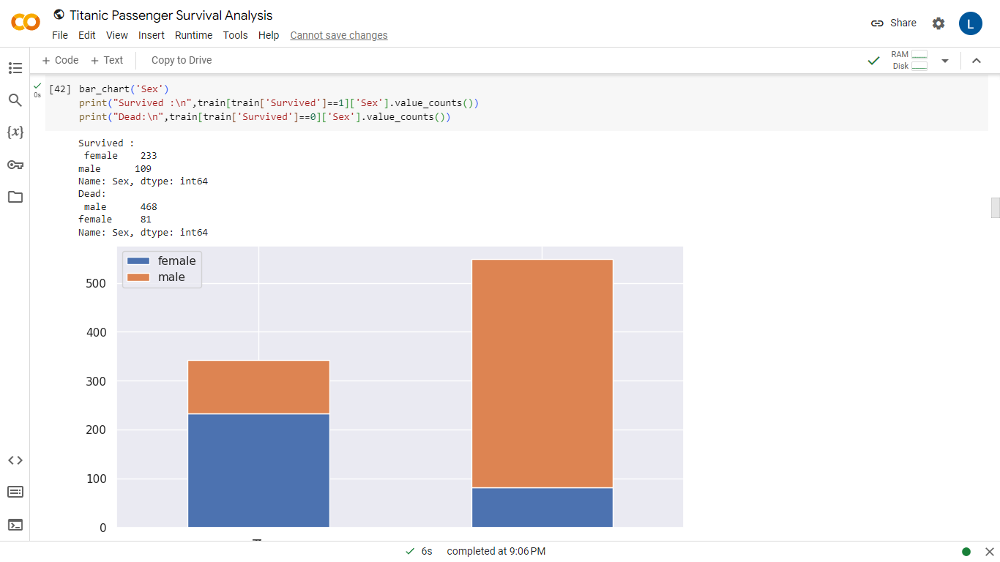 Titanic Passenger Survival Analysis
File Edit View Insert Runtime Tools Help Cannot save changes
Share
L
+ Code + Text Copy to Drive
RAM
Disk
[42] bar_chart('Sex')
0s
print("Survived :\n",train[train['Survived']==1]['Sex'].value_counts())
print("Dead:\n",train[train['Survived']==0]['Sex'].value_counts())
{x}
Survived :
 female    233
male      109
Name: Sex, dtype: int64
Dead:
 male      468
female     81
Name: Sex, dtype: int64
female
male
500
400
300
200
100
0
6s completed at 9:06 PM